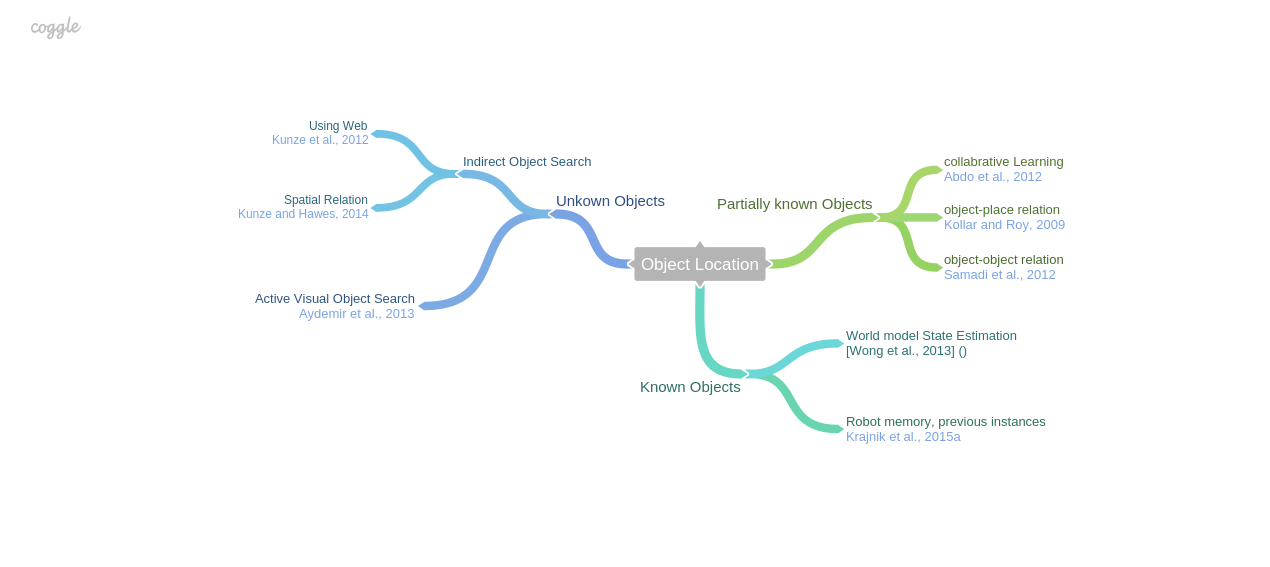 coggle
Using Web
Kunze et al., 2012
Indirect Object Search
Spatial Relation
Kunze and Hawes, 2014
Unkown Objects
Active Visual Object Search
Aydemir et al., 2013
Object Location
Partially known Objects
collabrative Learning
Abdo et al., 2012
object-place relation
Kollar and Roy, 2009
object-object relation
Samadi et al., 2012
Known Objects
World model State Estimation
[Wong et al., 2013] ()
Robot memory, previous instances
Krajnik et al., 2015a